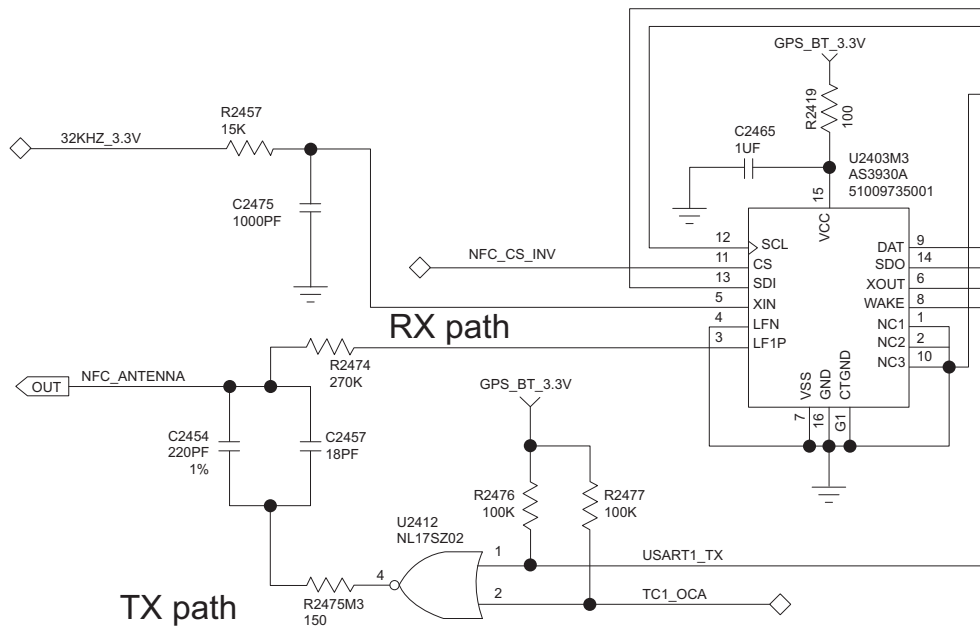 GPS_BT_3.3V
R2419
100
R2457
15K
32KHZ_3.3V
C2465
1UF
U2403M3
AS3930A
51009735001
C2475
1000PF
15
VCC
12
SCL
DAT
9
NFC_CS_INV
11
CS
SDO
14
13
SDI
XOUT
6
5
XIN
WAKE
8
4
LFN
NC1
1
RX path
3
LF1P
NC2
2
NC3
10
R2474
270K
VSS
GND
CTGND
7
16
G1
OUT
NFC_ANTENNA
GPS_BT_3.3V
C2454
220PF
1%
C2457
18PF
R2476
100K
R2477
100K
U2412
NL17SZ02
1
USART1_TX
4
2
TC1_OCA
R2475M3
150
TX path